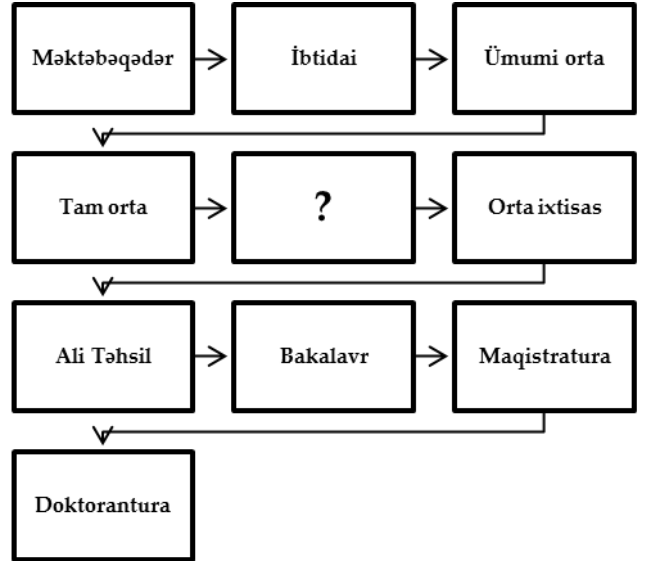 Məktəbəqədər
İbtidai
Ümumi orta
Tam orta
?
Orta ixtisas
Ali Təhsil
Bakalavr
Maqistratura
Doktorantura